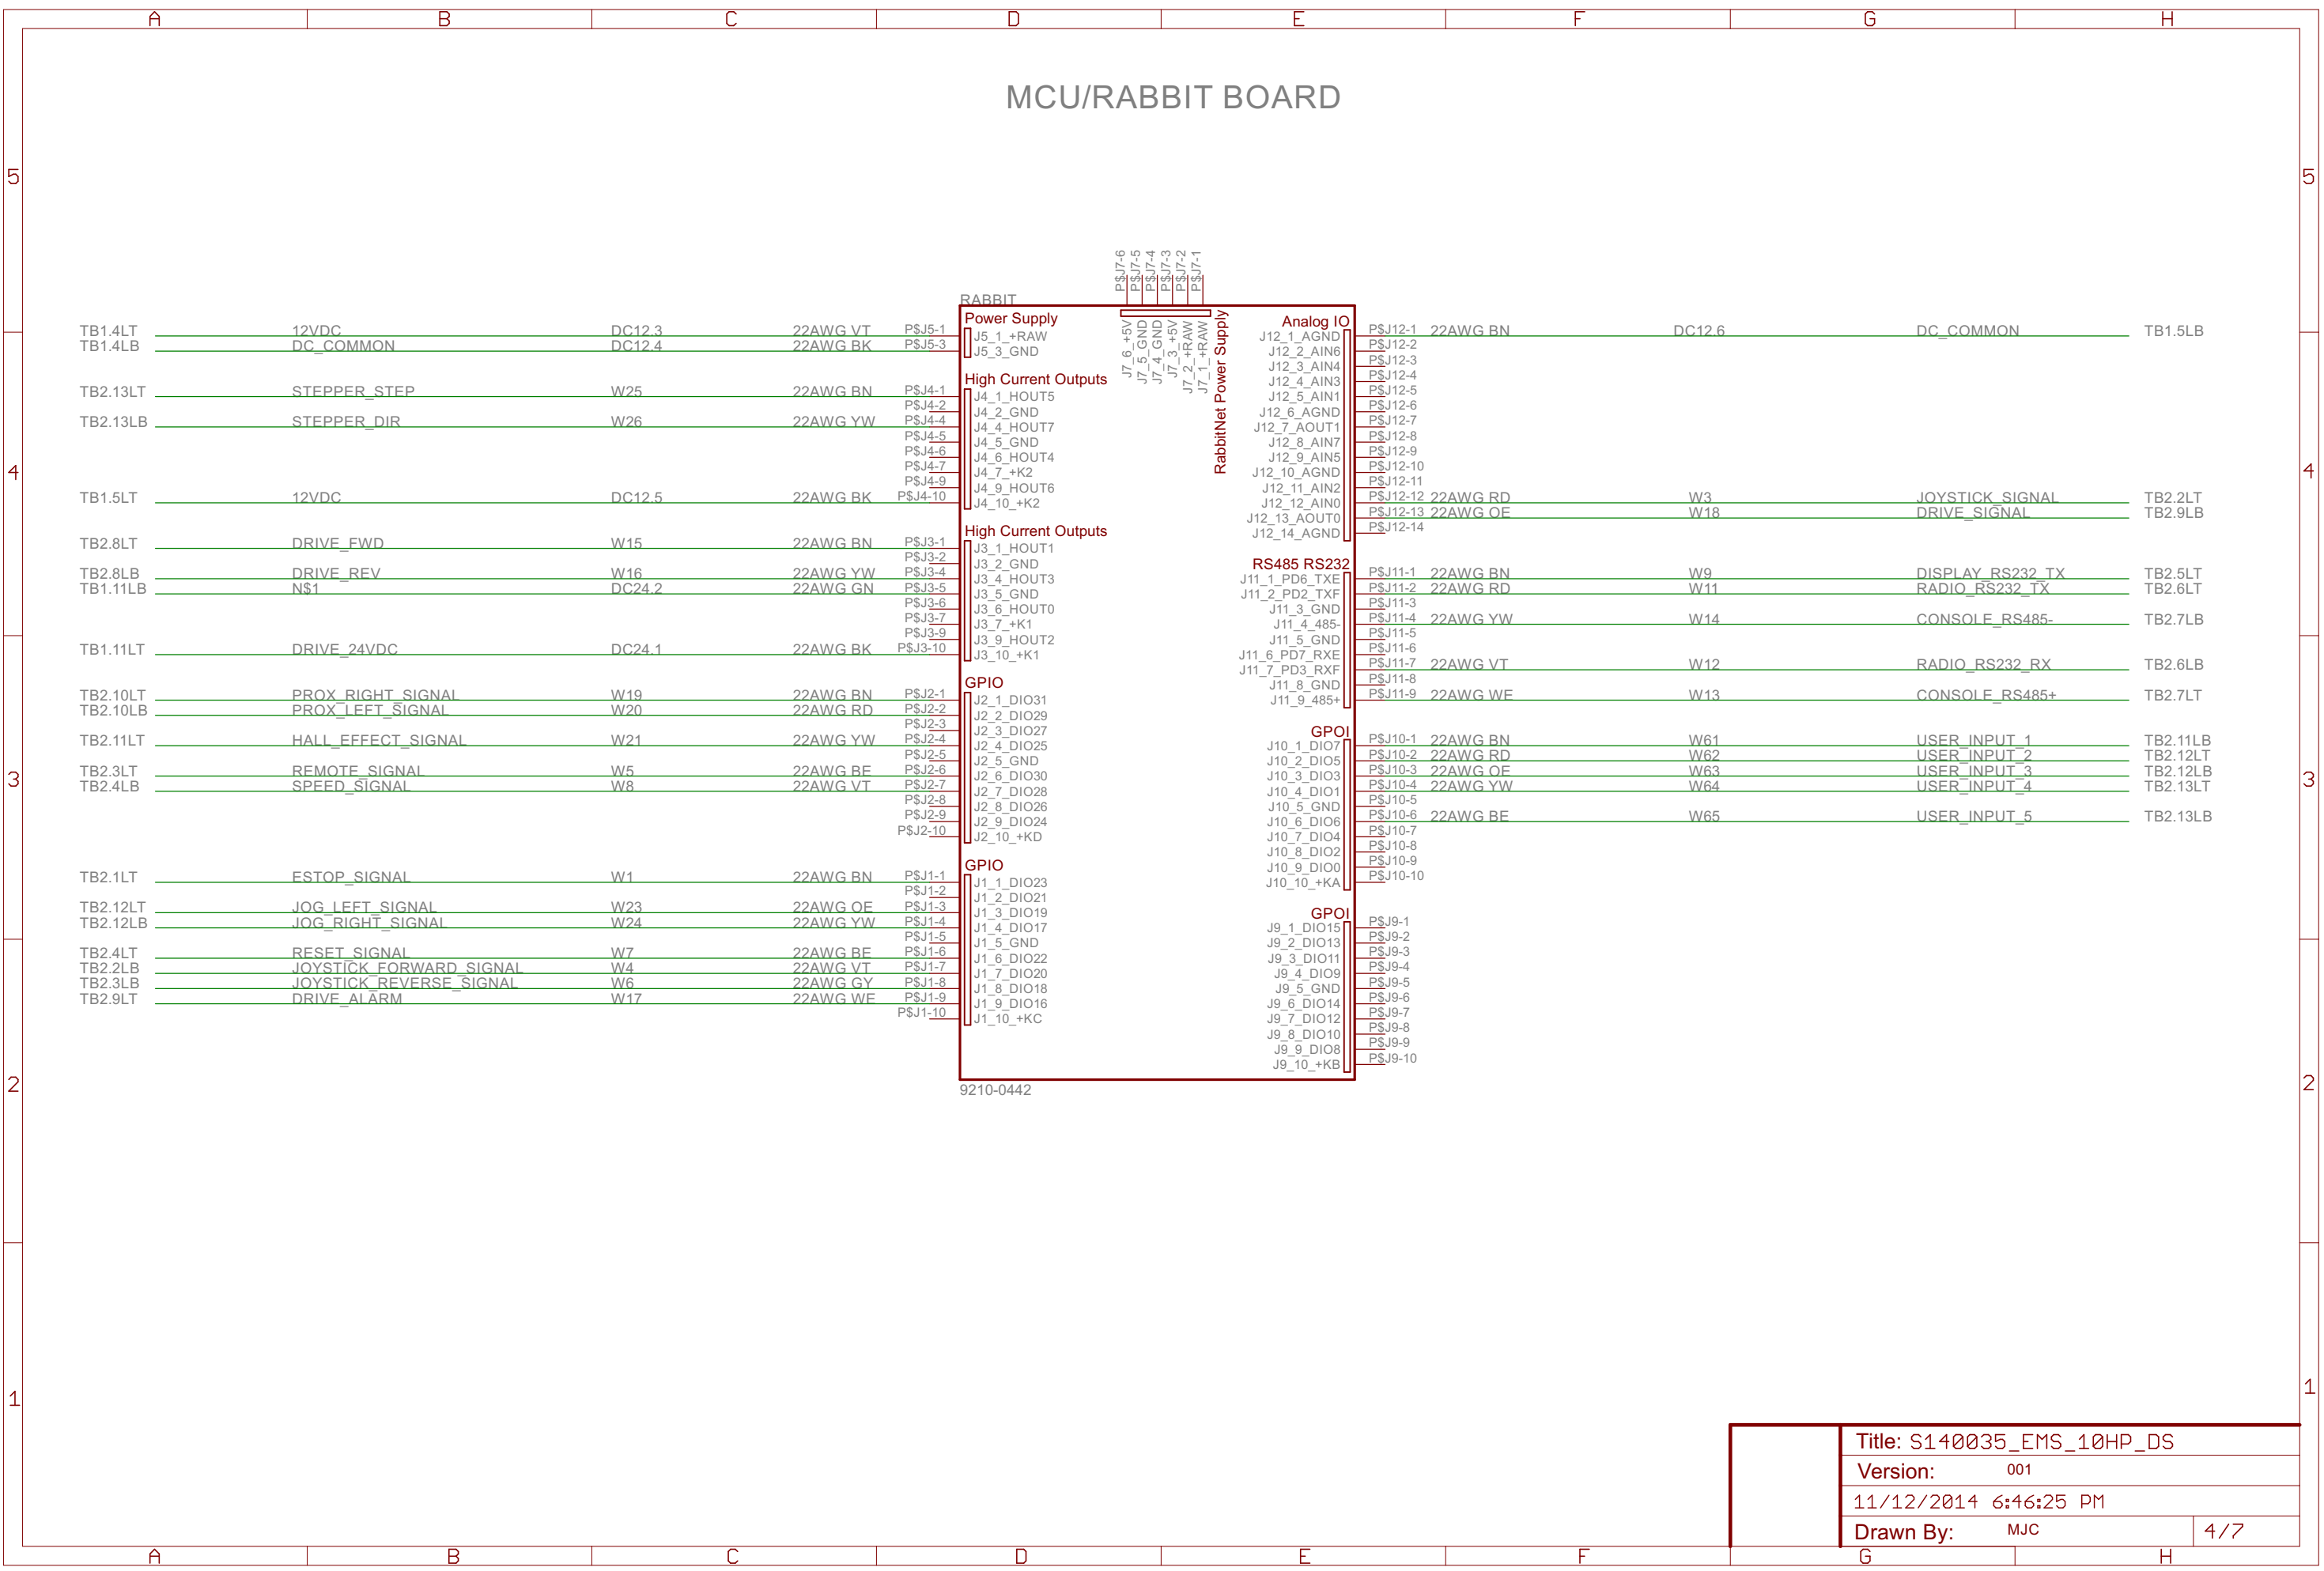 A B C D E F G H
MCU/RABBIT BOARD
5 5
4 4
3 3
2 2
1 1
P$J7-6
P$J7-5
P$J7-4
P$J7-3
P$J7-2
P$J7-1
RABBIT
J7_6_+5V
J7_5_GND
J7_4_GND
J7_3_+5V
J7_2_+RAW
J7_1_+RAW
RabbitNet Power Supply
Power Supply
TB1.4LT 12VDC DC12.3 22AWG VT P$J5-1 J5_1_+RAW
TB1.4LB DC_COMMON DC12.4 22AWG BK P$J5-3 J5_3_GND
High Current Outputs
TB2.13LT STEPPER_STEP W25 22AWG BN P$J4-1 J4_1_HOUT5
P$J4-2 J4_2_GND
TB2.13LB STEPPER_DIR W26 22AWG YW P$J4-4 J4_4_HOUT7
P$J4-5 J4_5_GND
P$J4-6 J4_6_HOUT4
P$J4-7 J4_7_+K2
P$J4-9 J4_9_HOUT6
TB1.5LT 12VDC DC12.5 22AWG BK P$J4-10 J4_10_+K2
High Current Outputs
TB2.8LT DRIVE_FWD W15 22AWG BN P$J3-1 J3_1_HOUT1
P$J3-2 J3_2_GND
TB2.8LB DRIVE_REV W16 22AWG YW P$J3-4 J3_4_HOUT3
TB1.11LB N$1 DC24.2 22AWG GN P$J3-5 J3_5_GND
P$J3-6 J3_6_HOUT0
P$J3-7 J3_7_+K1
P$J3-9 J3_9_HOUT2
TB1.11LT DRIVE_24VDC DC24.1 22AWG BK P$J3-10 J3_10_+K1
GPIO
TB2.10LT PROX_RIGHT_SIGNAL W19 22AWG BN P$J2-1 J2_1_DIO31
TB2.10LB PROX_LEFT_SIGNAL W20 22AWG RD P$J2-2 J2_2_DIO29
P$J2-3 J2_3_DIO27
TB2.11LT HALL_EFFECT_SIGNAL W21 22AWG YW P$J2-4 J2_4_DIO25
P$J2-5 J2_5_GND
TB2.3LT REMOTE_SIGNAL W5 22AWG BE P$J2-6 J2_6_DIO30
TB2.4LB SPEED_SIGNAL W8 22AWG VT P$J2-7 J2_7_DIO28
P$J2-8 J2_8_DIO26
P$J2-9 J2_9_DIO24
P$J2-10 J2_10_+KD
GPIO
TB2.1LT ESTOP_SIGNAL W1 22AWG BN P$J1-1 J1_1_DIO23
P$J1-2 J1_2_DIO21
TB2.12LT JOG_LEFT_SIGNAL W23 22AWG OE P$J1-3 J1_3_DIO19
TB2.12LB JOG_RIGHT_SIGNAL W24 22AWG YW P$J1-4 J1_4_DIO17
P$J1-5 J1_5_GND
TB2.4LT RESET_SIGNAL W7 22AWG BE P$J1-6 J1_6_DIO22
TB2.2LB JOYSTICK_FORWARD_SIGNAL W4 22AWG VT P$J1-7 J1_7_DIO20
TB2.3LB JOYSTICK_REVERSE_SIGNAL W6 22AWG GY P$J1-8 J1_8_DIO18
TB2.9LT DRIVE_ALARM W17 22AWG WE P$J1-9 J1_9_DIO16
P$J1-10 J1_10_+KC
Analog IO
J12_1_AGND P$J12-1 22AWG BN DC12.6 DC_COMMON TB1.5LB
J12_2_AIN6 P$J12-2
J12_3_AIN4 P$J12-3
J12_4_AIN3 P$J12-4
J12_5_AIN1 P$J12-5
J12_6_AGND P$J12-6
J12_7_AOUT1 P$J12-7
J12_8_AIN7 P$J12-8
J12_9_AIN5 P$J12-9
J12_10_AGND P$J12-10
J12_11_AIN2 P$J12-11
J12_12_AIN0 P$J12-12 22AWG RD W3 JOYSTICK_SIGNAL TB2.2LT
J12_13_AOUT0 P$J12-13 22AWG OE W18 DRIVE_SIGNAL TB2.9LB
J12_14_AGND P$J12-14
RS485 RS232
J11_1_PD6_TXE P$J11-1 22AWG BN W9 DISPLAY_RS232_TX TB2.5LT
J11_2_PD2_TXF P$J11-2 22AWG RD W11 RADIO_RS232_TX TB2.6LT
J11_3_GND P$J11-3
J11_4_485- P$J11-4 22AWG YW W14 CONSOLE_RS485- TB2.7LB
J11_5_GND P$J11-5
J11_6_PD7_RXE P$J11-6
J11_7_PD3_RXF P$J11-7 22AWG VT W12 RADIO_RS232_RX TB2.6LB
J11_8_GND P$J11-8
J11_9_485+ P$J11-9 22AWG WE W13 CONSOLE_RS485+ TB2.7LT
GPOI
J10_1_DIO7 P$J10-1 22AWG BN W61 USER_INPUT_1 TB2.11LB
J10_2_DIO5 P$J10-2 22AWG RD W62 USER_INPUT_2 TB2.12LT
J10_3_DIO3 P$J10-3 22AWG OE W63 USER_INPUT_3 TB2.12LB
J10_4_DIO1 P$J10-4 22AWG YW W64 USER_INPUT_4 TB2.13LT
J10_5_GND P$J10-5
J10_6_DIO6 P$J10-6 22AWG BE W65 USER_INPUT_5 TB2.13LB
J10_7_DIO4 P$J10-7
J10_8_DIO2 P$J10-8
J10_9_DIO0 P$J10-9
J10_10_+KA P$J10-10
GPOI
J9_1_DIO15 P$J9-1
J9_2_DIO13 P$J9-2
J9_3_DIO11 P$J9-3
J9_4_DIO9 P$J9-4
J9_5_GND P$J9-5
J9_6_DIO14 P$J9-6
J9_7_DIO12 P$J9-7
J9_8_DIO10 P$J9-8
J9_9_DIO8 P$J9-9
J9_10_+KB P$J9-10
9210-0442
Title: S140035_EMS_10HP_DS
Version: 001
11/12/2014 6:46:25 PM
Drawn By: MJC 4/7
A B C D E F G H